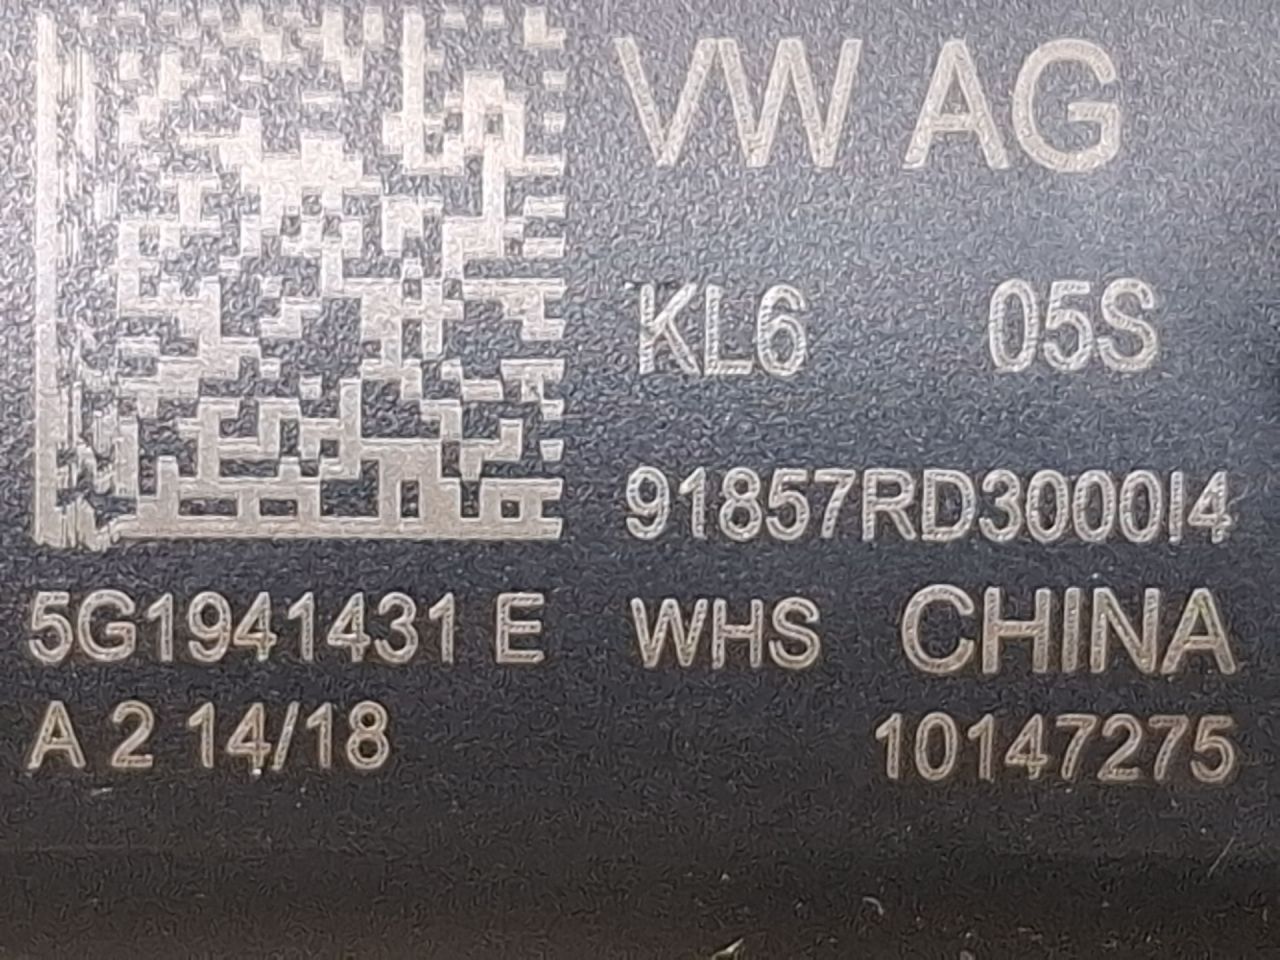 VW AG
KL6 05S
91857RD3000I4
5G1941431 E WHS CHINA
A 2 14/18 10147275